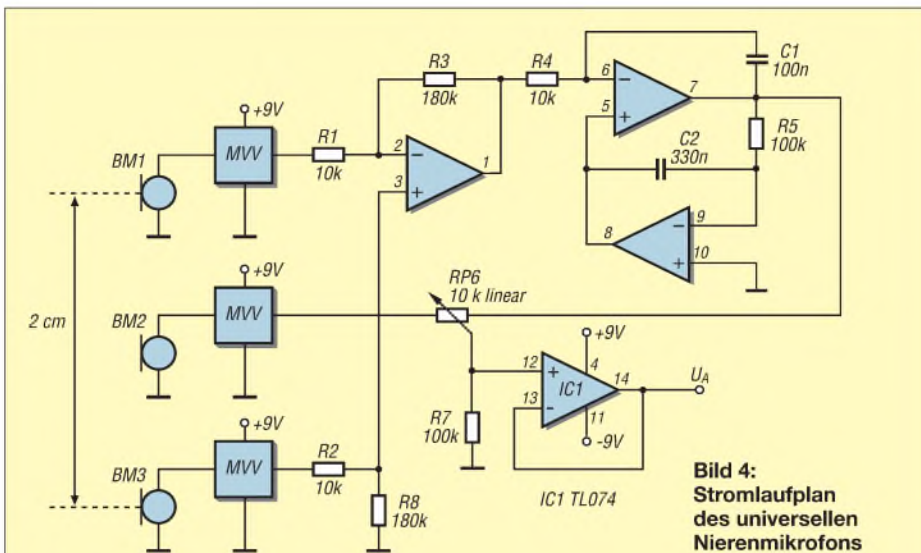 R3
180k
R4
10k
C1
100n
+9V
R1
10k
6
5
7
R5
100k
C2
330n
BM1
MVV
2
3
1
9
8
10
+9V
RP6
10 k linear
2 cm
BM2
MVV
+9V
12
4
14
13
IC1
UA
11
-9V
+9V
R7
100k
BM3
MVV
R2
10k
R8
180k
IC1 TL074
Bild 4:
Stromlaufplan
des universellen
Nierenmikrofons